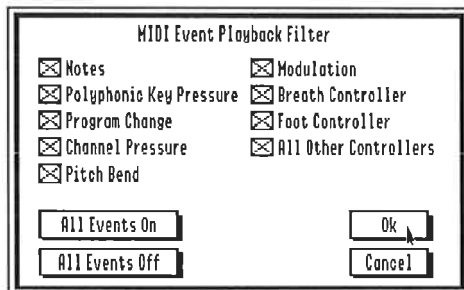 MIDI Event Playback Filter
Notes
Modulation
Polyphonic Key Pressure
Breath Controller
Program Change
Foot Controller
Channel Pressure
All Other Controllers
Pitch Bend
All Events On
Ok
All Events Off
Cancel